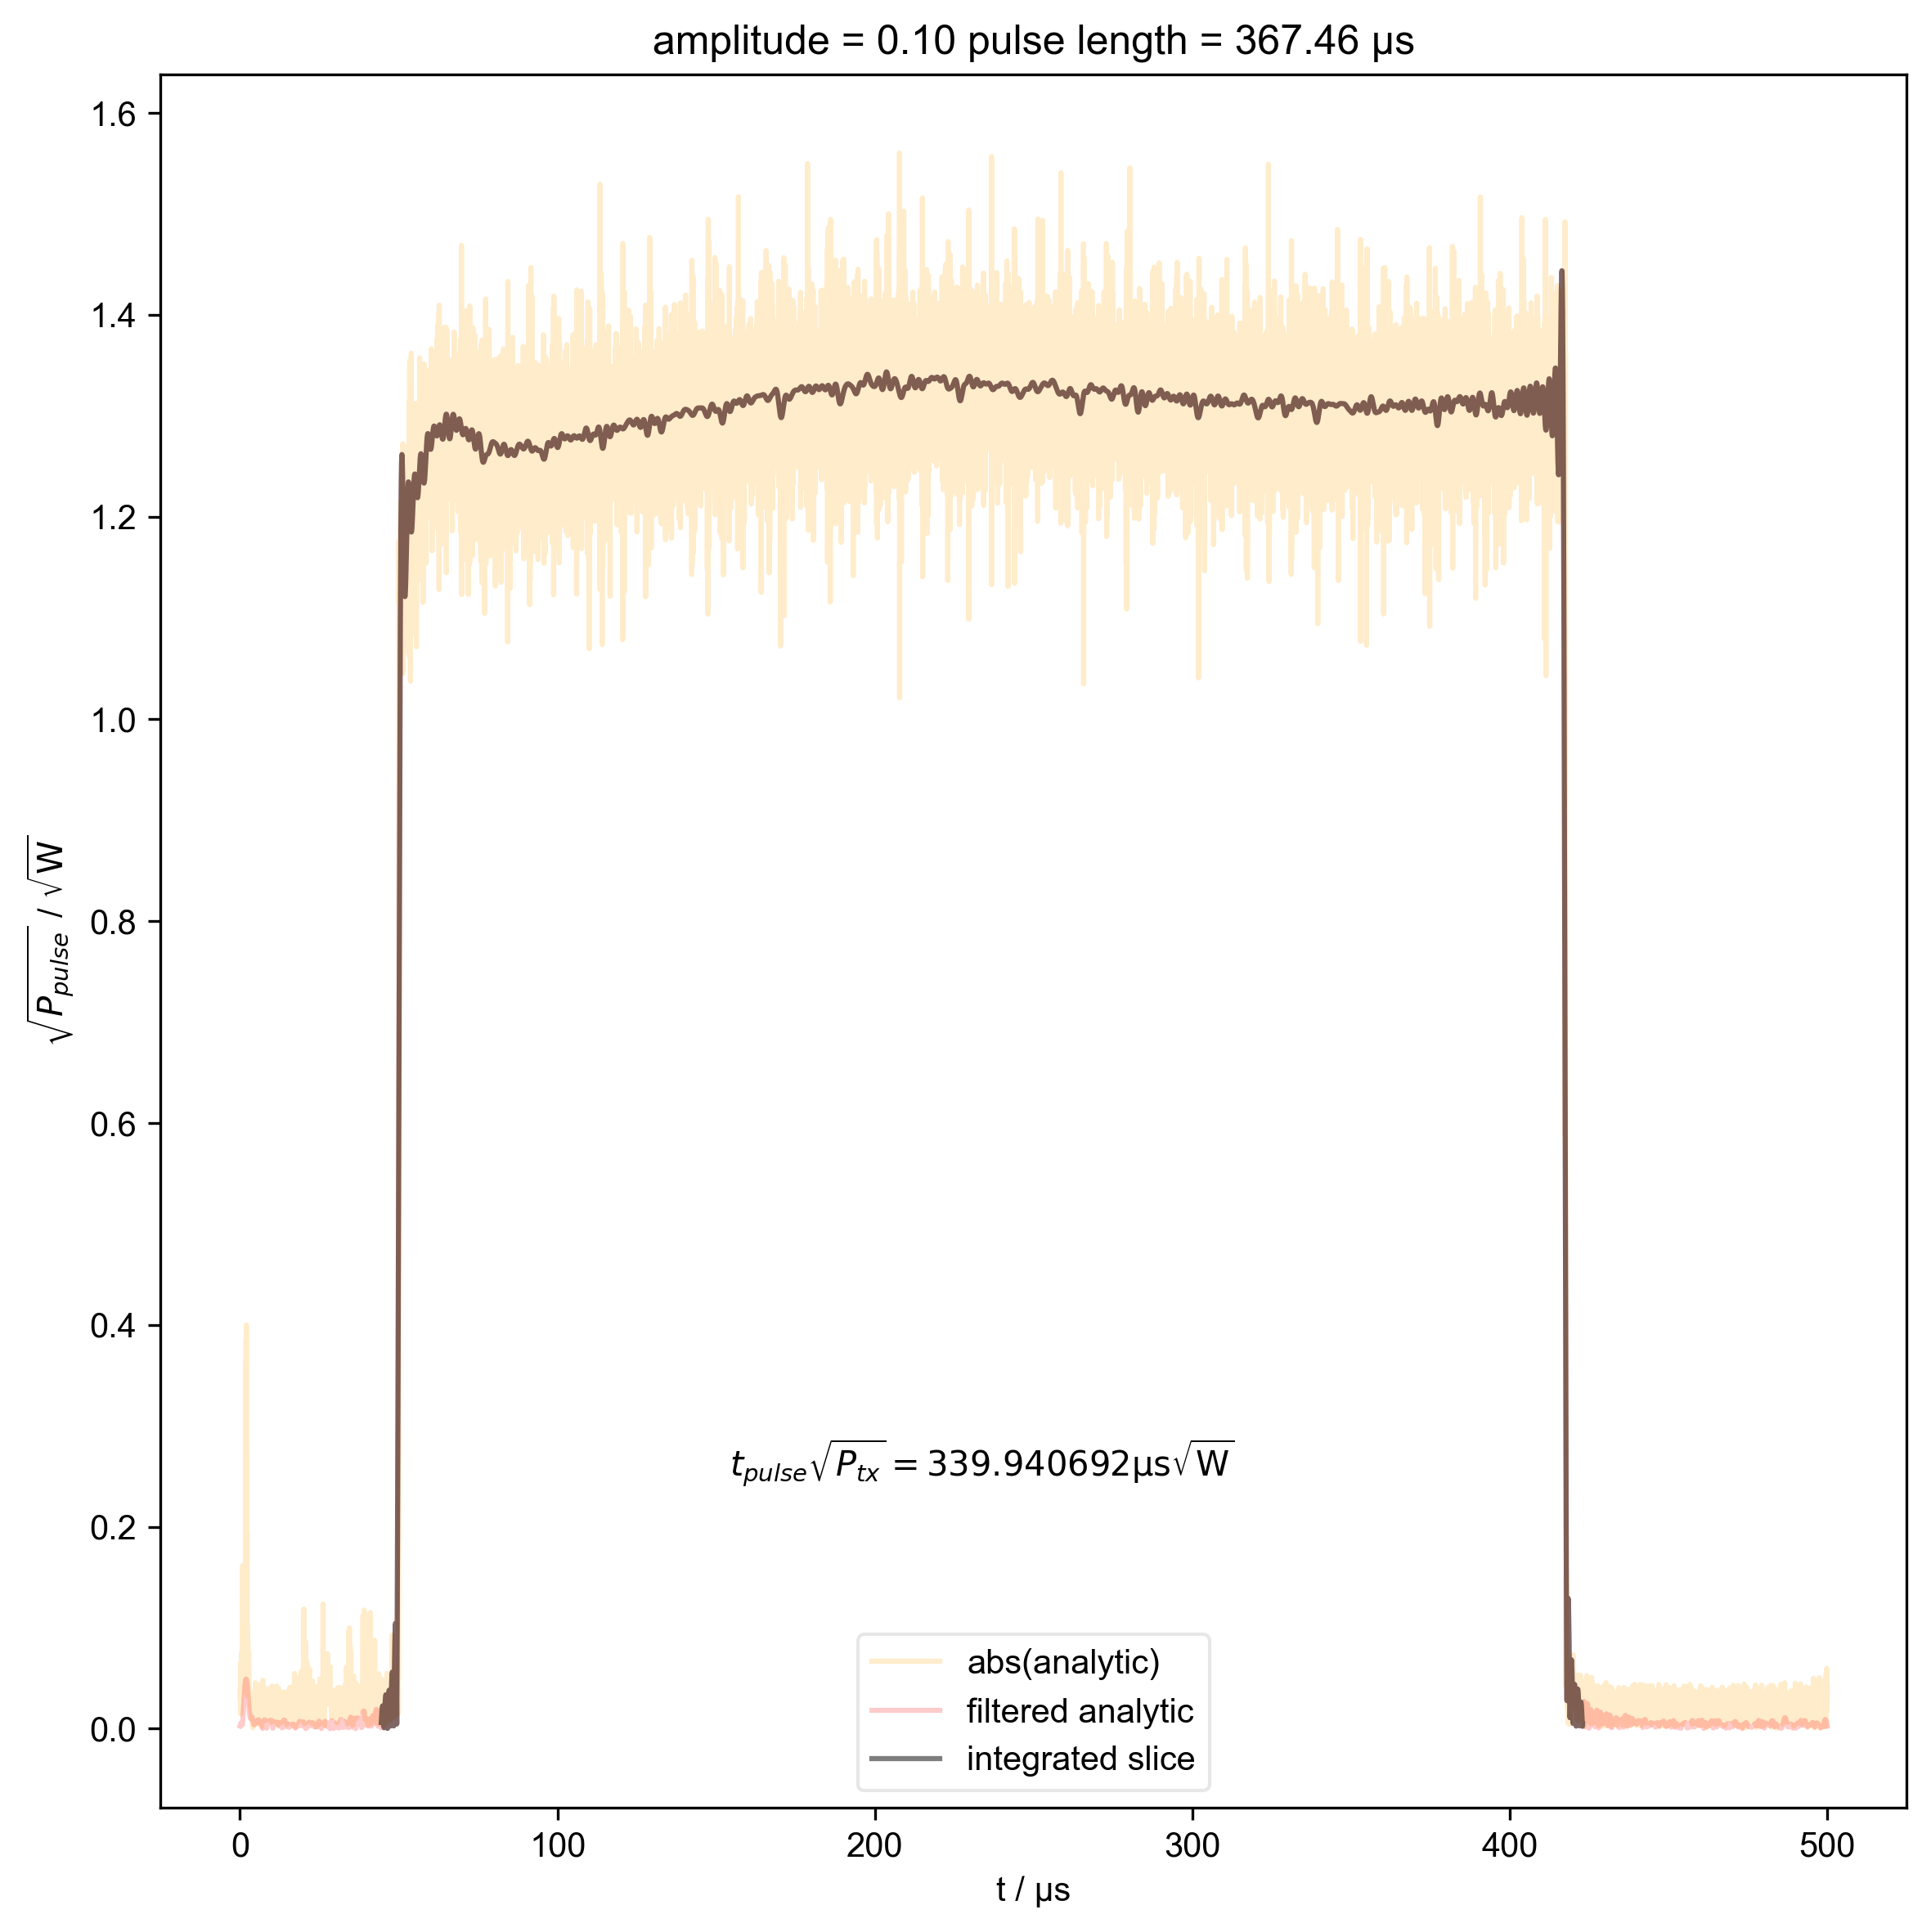 amplitude = 0.10 pulse length = 367.46 µs
1.6
1.4
1.2
1.0
0.8
0.6
0.4
0.2
0.0
√P_pulse / √W
t_pulse√P_tx = 339.940692µs√W
abs(analytic)
filtered analytic
integrated slice
0 100 200 300 400 500
t / µs